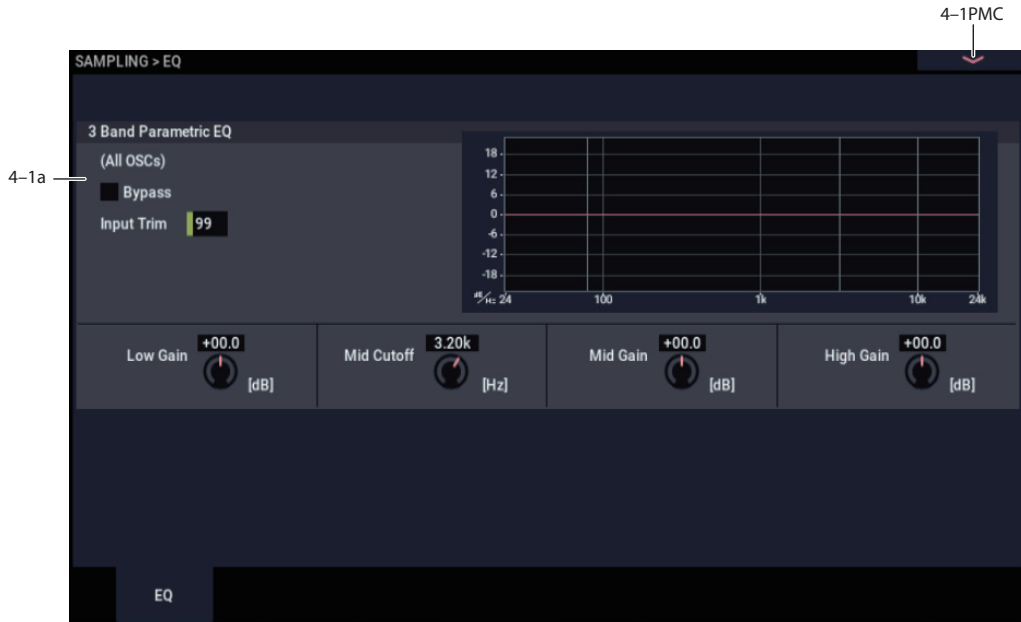 4–1PMC
SAMPLING > EQ
3 Band Parametric EQ
(All OSCs)
4–1a
Bypass
Input Trim 99
18
12
6
0
-6
-12
-18
dB/Hz 24 100 1k 10k 24k
Low Gain +00.0 [dB]
Mid Cutoff 3.20k [Hz]
Mid Gain +00.0 [dB]
High Gain +00.0 [dB]
EQ